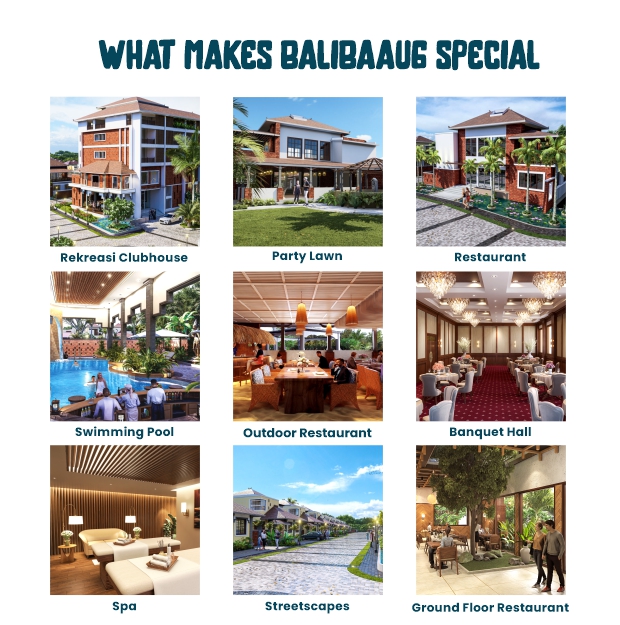 WHAT MAKES BALIBAAUG SPECIAL
Rekreasi Clubhouse
Party Lawn
Restaurant
Swimming Pool
Outdoor Restaurant
Banquet Hall
Spa
Streetscapes
Ground Floor Restaurant